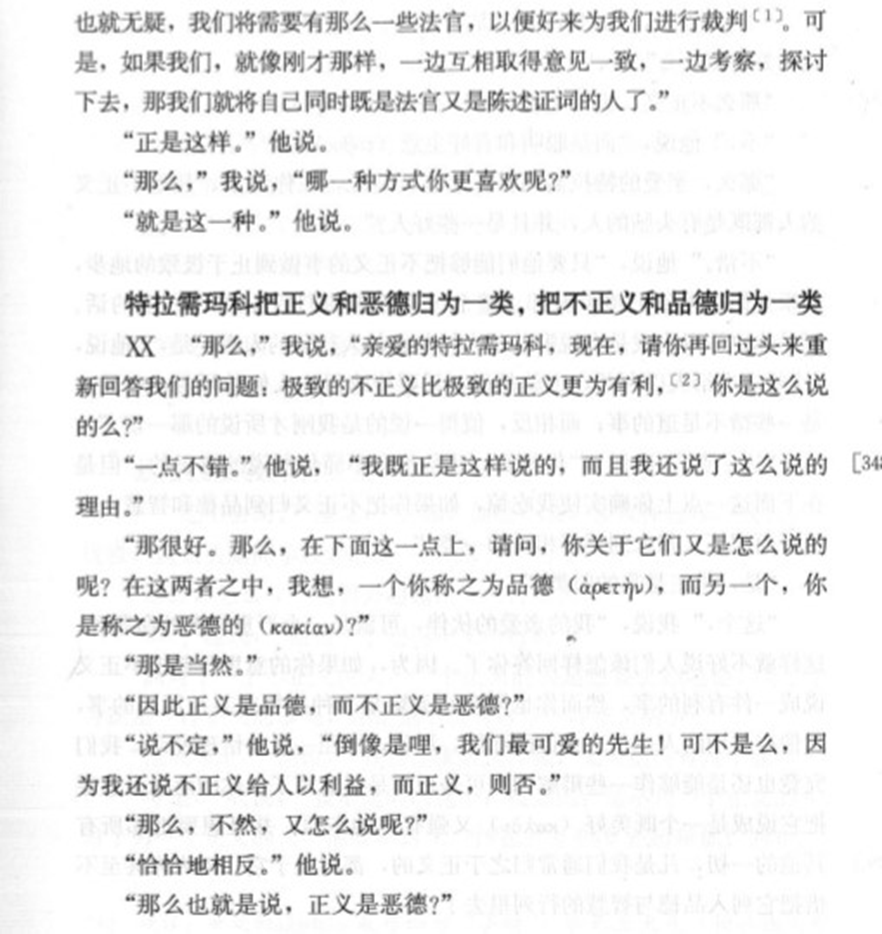 也就无疑，我们将需要有那么一些法官，以便好来为我们进行裁判〔1〕。可
是，如果我们，就像刚才那样，一边互相取得意见一致，一边考察，探讨
下去，那我们就将自己同时既是法官又是陈述证词的人了。”
“正是这样。”他说。
“那么，”我说，“哪一种方式你更喜欢呢?”
“就是这一种。”他说。
特拉需玛科把正义和恶德归为一类，把不正义和品德归为一类
XX “那么，”我说，“亲爱的特拉需玛科，现在，请你再回过头来重
新回答我们的问题：极致的不正义比极致的正义更为有利，〔2〕你是这么说
的么?”
“一点不错，”他说，“我既正是这样说的；而且我还说了这么说的 [348
理由。”
“那很好。那么，在下面这一点上，请问，你关于它们又是怎么说的
呢？在这两者之中，我想，一个你称之为品德（ἀρετὴν)，而另一个，你
是称之为恶德的（κακίαν)?”
“那是当然。”
“因此正义是品德，而不正义是恶德?”
“说不定，”他说，“倒像是哩，我们最可爱的先生！可不是么，因
为我还说不正义给人以利益，而正义，则否。”
“那么，不然，又怎么说呢?”
“恰恰地相反。”他说。
“那么也就是说，正义是恶德?”